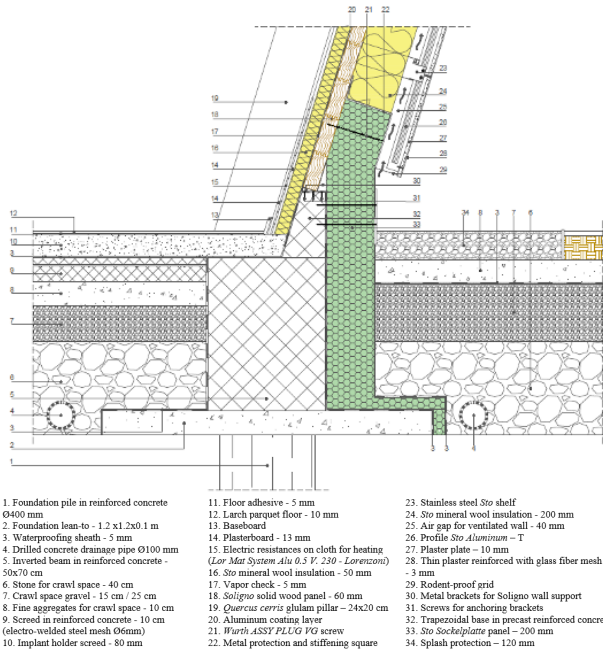 20 21 22
23
24
25
26
27
28
29
19
18
17
16
14
15
14
13
30
31
32
33
12
11
10
3
9
8
7
6
5
4
3
2
1
34 8 3 7 6
3 3 4
1. Foundation pile in reinforced concrete
Ø400 mm
2. Foundation lean-to - 1.2 x1.2x0.1 m
3. Waterproofing sheath - 5 mm
4. Drilled concrete drainage pipe Ø100 mm
5. Inverted beam in reinforced concrete -
50x70 cm
6. Stone for crawl space - 40 cm
7. Crawl space gravel - 15 cm / 25 cm
8. Fine aggregates for crawl space - 10 cm
9. Screed in reinforced concrete - 10 cm
(electro-welded steel mesh Ø6mm)
10. Implant holder screed - 80 mm
11. Floor adhesive - 5 mm
12. Larch parquet floor - 10 mm
13. Baseboard
14. Plasterboard - 13 mm
15. Electric resistances on cloth for heating
(Lor Mat System Alu 0.5 V. 230 - Lorenzoni)
16. Sto mineral wool insulation - 50 mm
17. Vapor check - 5 mm
18. Soligno solid wood panel - 60 mm
19. Quercus cerris glulam pillar – 24x20 cm
20. Aluminum coating layer
21. Wurth ASSY PLUG VG screw
22. Metal protection and stiffening square
23. Stainless steel Sto shelf
24. Sto mineral wool insulation - 200 mm
25. Air gap for ventilated wall - 40 mm
26. Profile Sto Aluminum – T
27. Plaster plate – 10 mm
28. Thin plaster reinforced with glass fiber mesh
- 3 mm
29. Rodent-proof grid
30. Metal brackets for Soligno wall support
31. Screws for anchoring brackets
32. Trapezoidal base in precast reinforced concre
33. Sto Sockelplatte panel – 200 mm
34. Splash protection – 120 mm